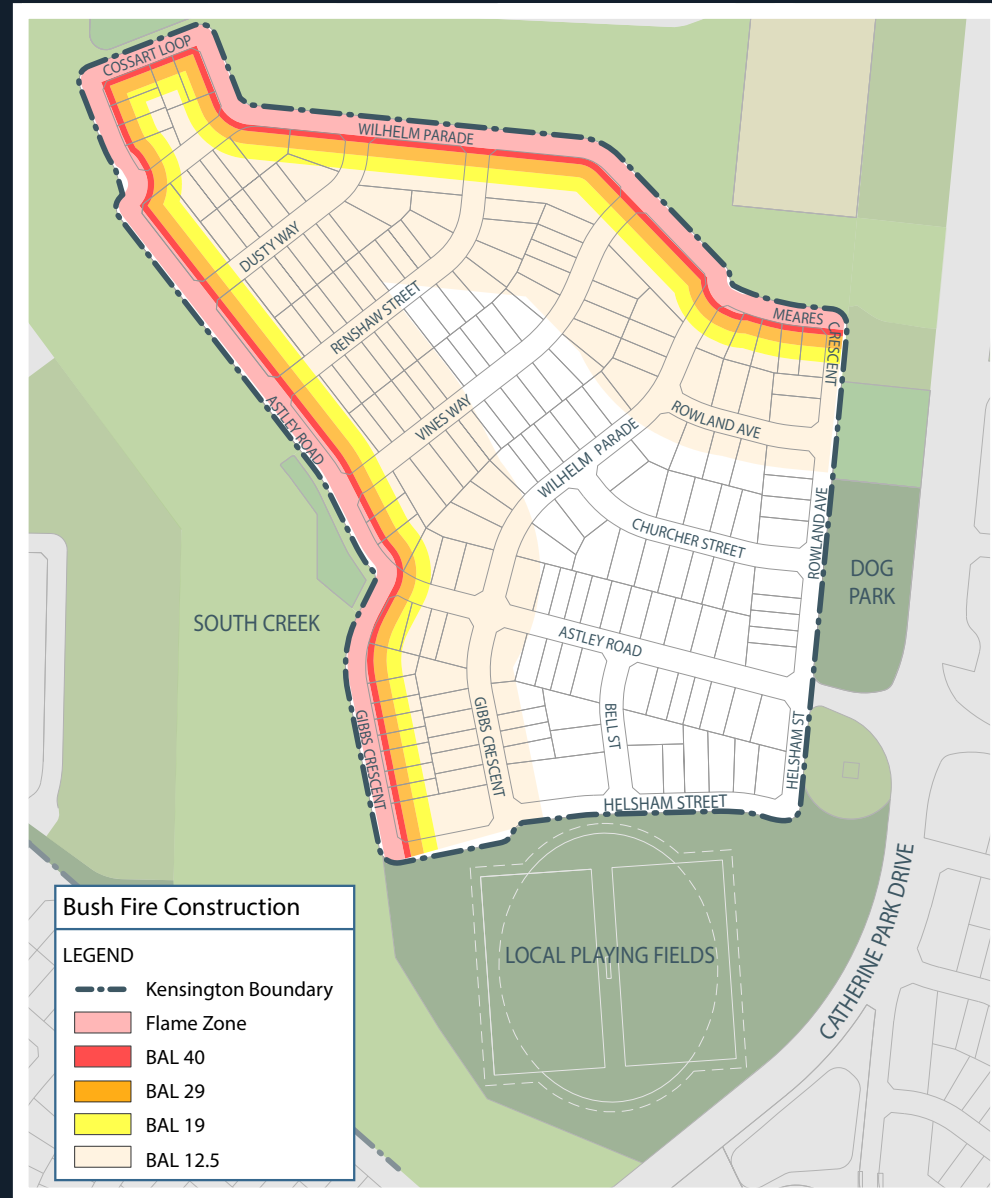 COSSART LOOP
WILHELM PARADE
DUSTY WAY
RENSHAW STREET
MEARES
CRESCENT
ASTLEY ROAD
VINES WAY
ROWLAND AVE
WILHELM PARADE
CHURCHER STREET
ROWLAND AVE
DOG
PARK
SOUTH CREEK
ASTLEY ROAD
GIBBS CRESCENT
GIBBS CRESCENT
BELL ST
HELSHAM ST
HELSHAM STREET
CATHERINE PARK DRIVE
LOCAL PLAYING FIELDS
Bush Fire Construction
LEGEND
Kensington Boundary
Flame Zone
BAL 40
BAL 29
BAL 19
BAL 12.5